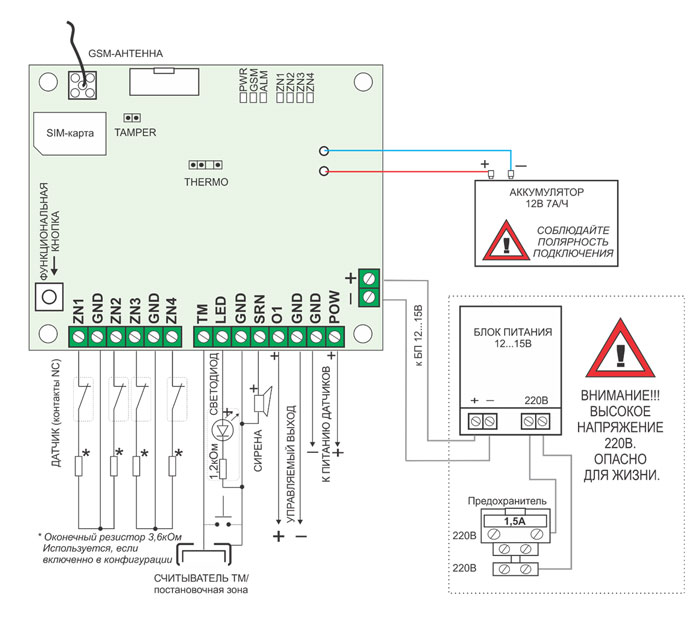 GSM-АНТЕННА
PWR
GSM
ALM
ZN1
ZN2
ZN3
ZN4
SIM-карта
TAMPER
THERMO
ФУНКЦИОНАЛЬНАЯ
КНОПКА
+ −
АККУМУЛЯТОР
12В 7А/Ч
СОБЛЮДАЙТЕ
ПОЛЯРНОСТЬ
ПОДКЛЮЧЕНИЯ
!
+
−
ZN1
GND
ZN2
ZN3
GND
ZN4
TM
LED
GND
SRN
O1
GND
GND
POW
к БП 12...15В
БЛОК ПИТАНИЯ
12...15В
+ − 220В
!
ВНИМАНИЕ!!!
ВЫСОКОЕ
НАПРЯЖЕНИЕ
220В.
ОПАСНО
ДЛЯ ЖИЗНИ.
ДАТЧИК (контакты NC)
* * * *
СВЕТОДИОД
+
1,2кОм
+
СИРЕНА
+ −
УПРАВЛЯЕМЫЙ ВЫХОД
+ −
− +
К ПИТАНИЮ ДАТЧИКОВ
− +
Предохранитель
1,5А
220В
220В
* Оконечный резистор 3,6кОм
Используется, если
включенно в конфигурации
СЧИТЫВАТЕЛЬ ТМ/
постановочная зона